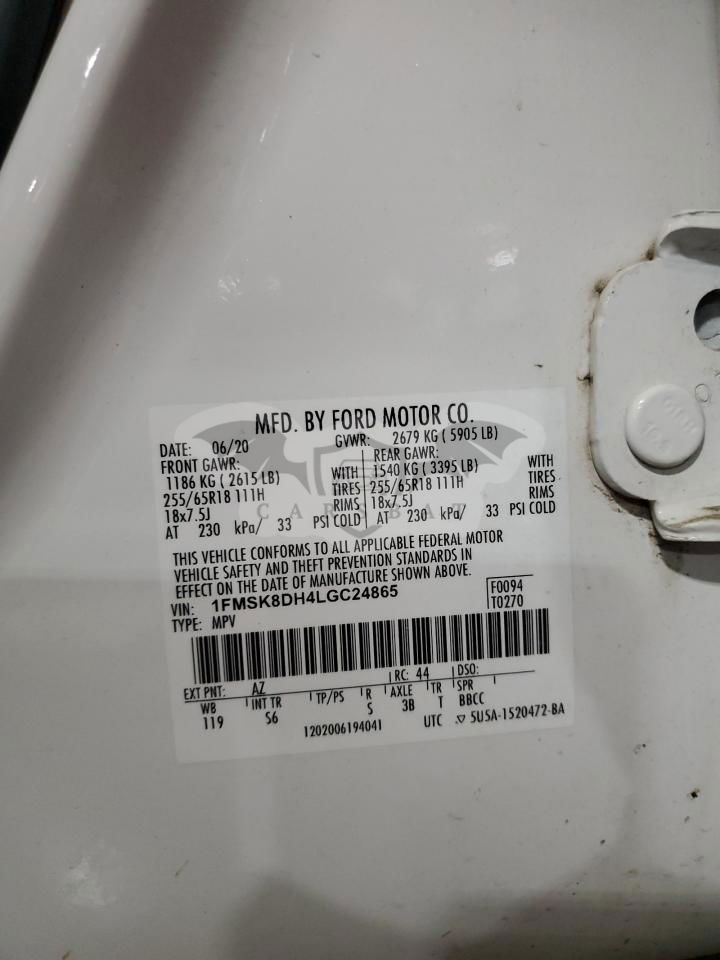 MFD. BY FORD MOTOR CO.
DATE: 06/20 GVWR: 2679 KG ( 5905 LB)
FRONT GAWR: REAR GAWR:
1186 KG ( 2615 LB) WITH 1540 KG ( 3395 LB) WITH
255/65R18 111H TIRES 255/65R18 111H TIRES
18x7.5J RIMS 18x7.5J RIMS
AT 230 kPa/ 33 PSI COLD AT 230 kPa/ 33 PSI COLD
THIS VEHICLE CONFORMS TO ALL APPLICABLE FEDERAL MOTOR
VEHICLE SAFETY AND THEFT PREVENTION STANDARDS IN
EFFECT ON THE DATE OF MANUFACTURE SHOWN ABOVE.
VIN: 1FMSK8DH4LGC24865 F0094
TYPE: MPV T0270
EXT PNT: AZ RC: 44 DSO:
WB INT TR TP/PS R AXLE TR SPR
119 S6 S 3B T BBCC
1202006194041 UTC 5U5A-1520472-BA
CARSBAT